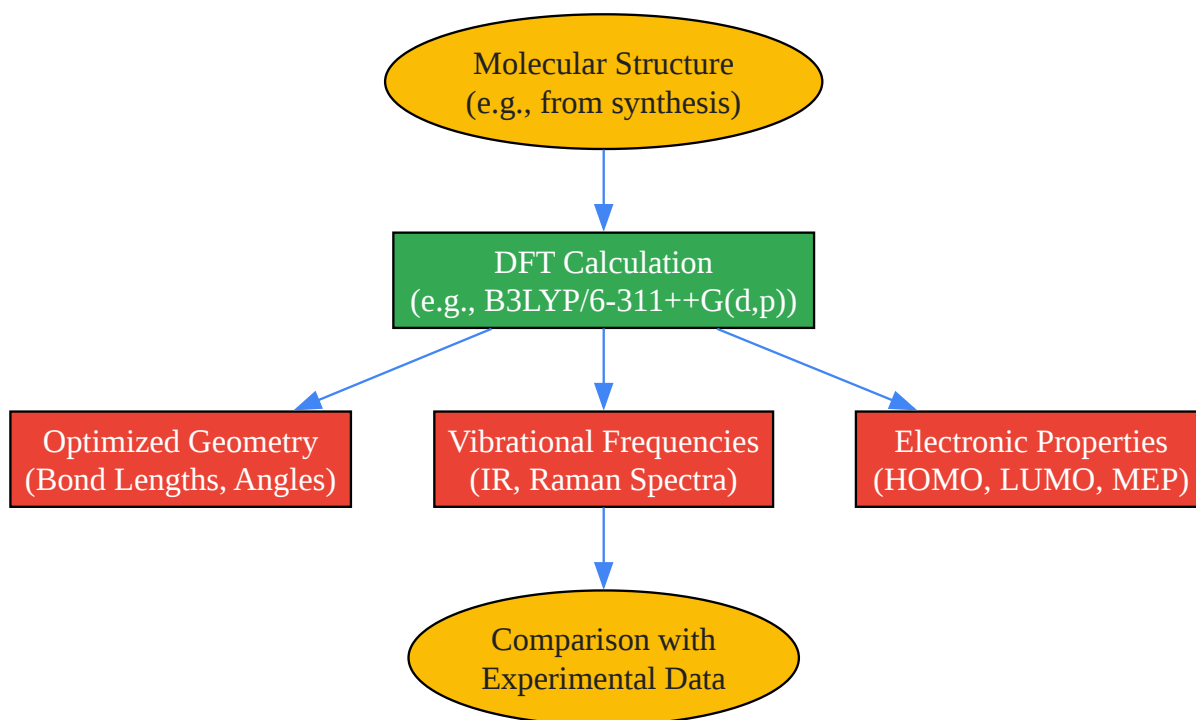 Molecular Structure
(e.g., from synthesis)
DFT Calculation
(e.g., B3LYP/6-311++G(d,p))
Optimized Geometry
(Bond Lengths, Angles)
Vibrational Frequencies
(IR, Raman Spectra)
Electronic Properties
(HOMO, LUMO, MEP)
Comparison with
Experimental Data